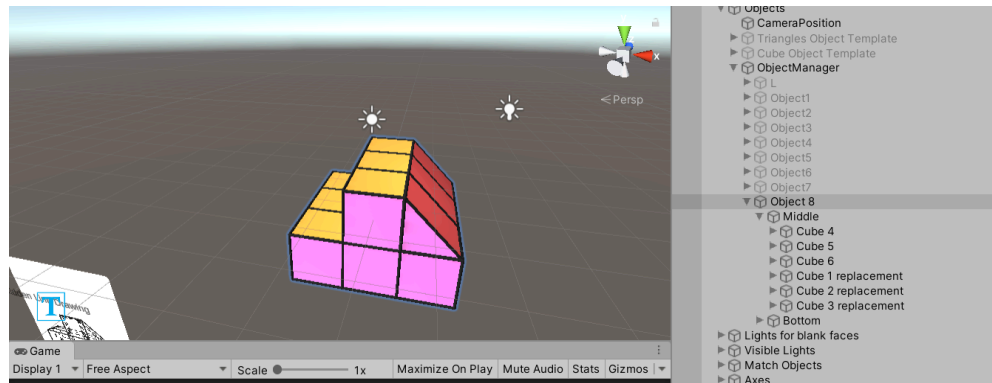 Objects
CameraPosition
Triangles Object Template
Cube Object Template
ObjectManager
L
Object1
Object2
Object3
Object4
Object5
Object6
Object7
Object 8
Middle
Cube 4
Cube 5
Cube 6
Cube 1 replacement
Cube 2 replacement
Cube 3 replacement
Bottom
Lights for blank faces
Visible Lights
Match Objects
Axes
x
Persp
Drawing
T
Game
Display 1 Free Aspect Scale 1x Maximize On Play Mute Audio Stats Gizmos